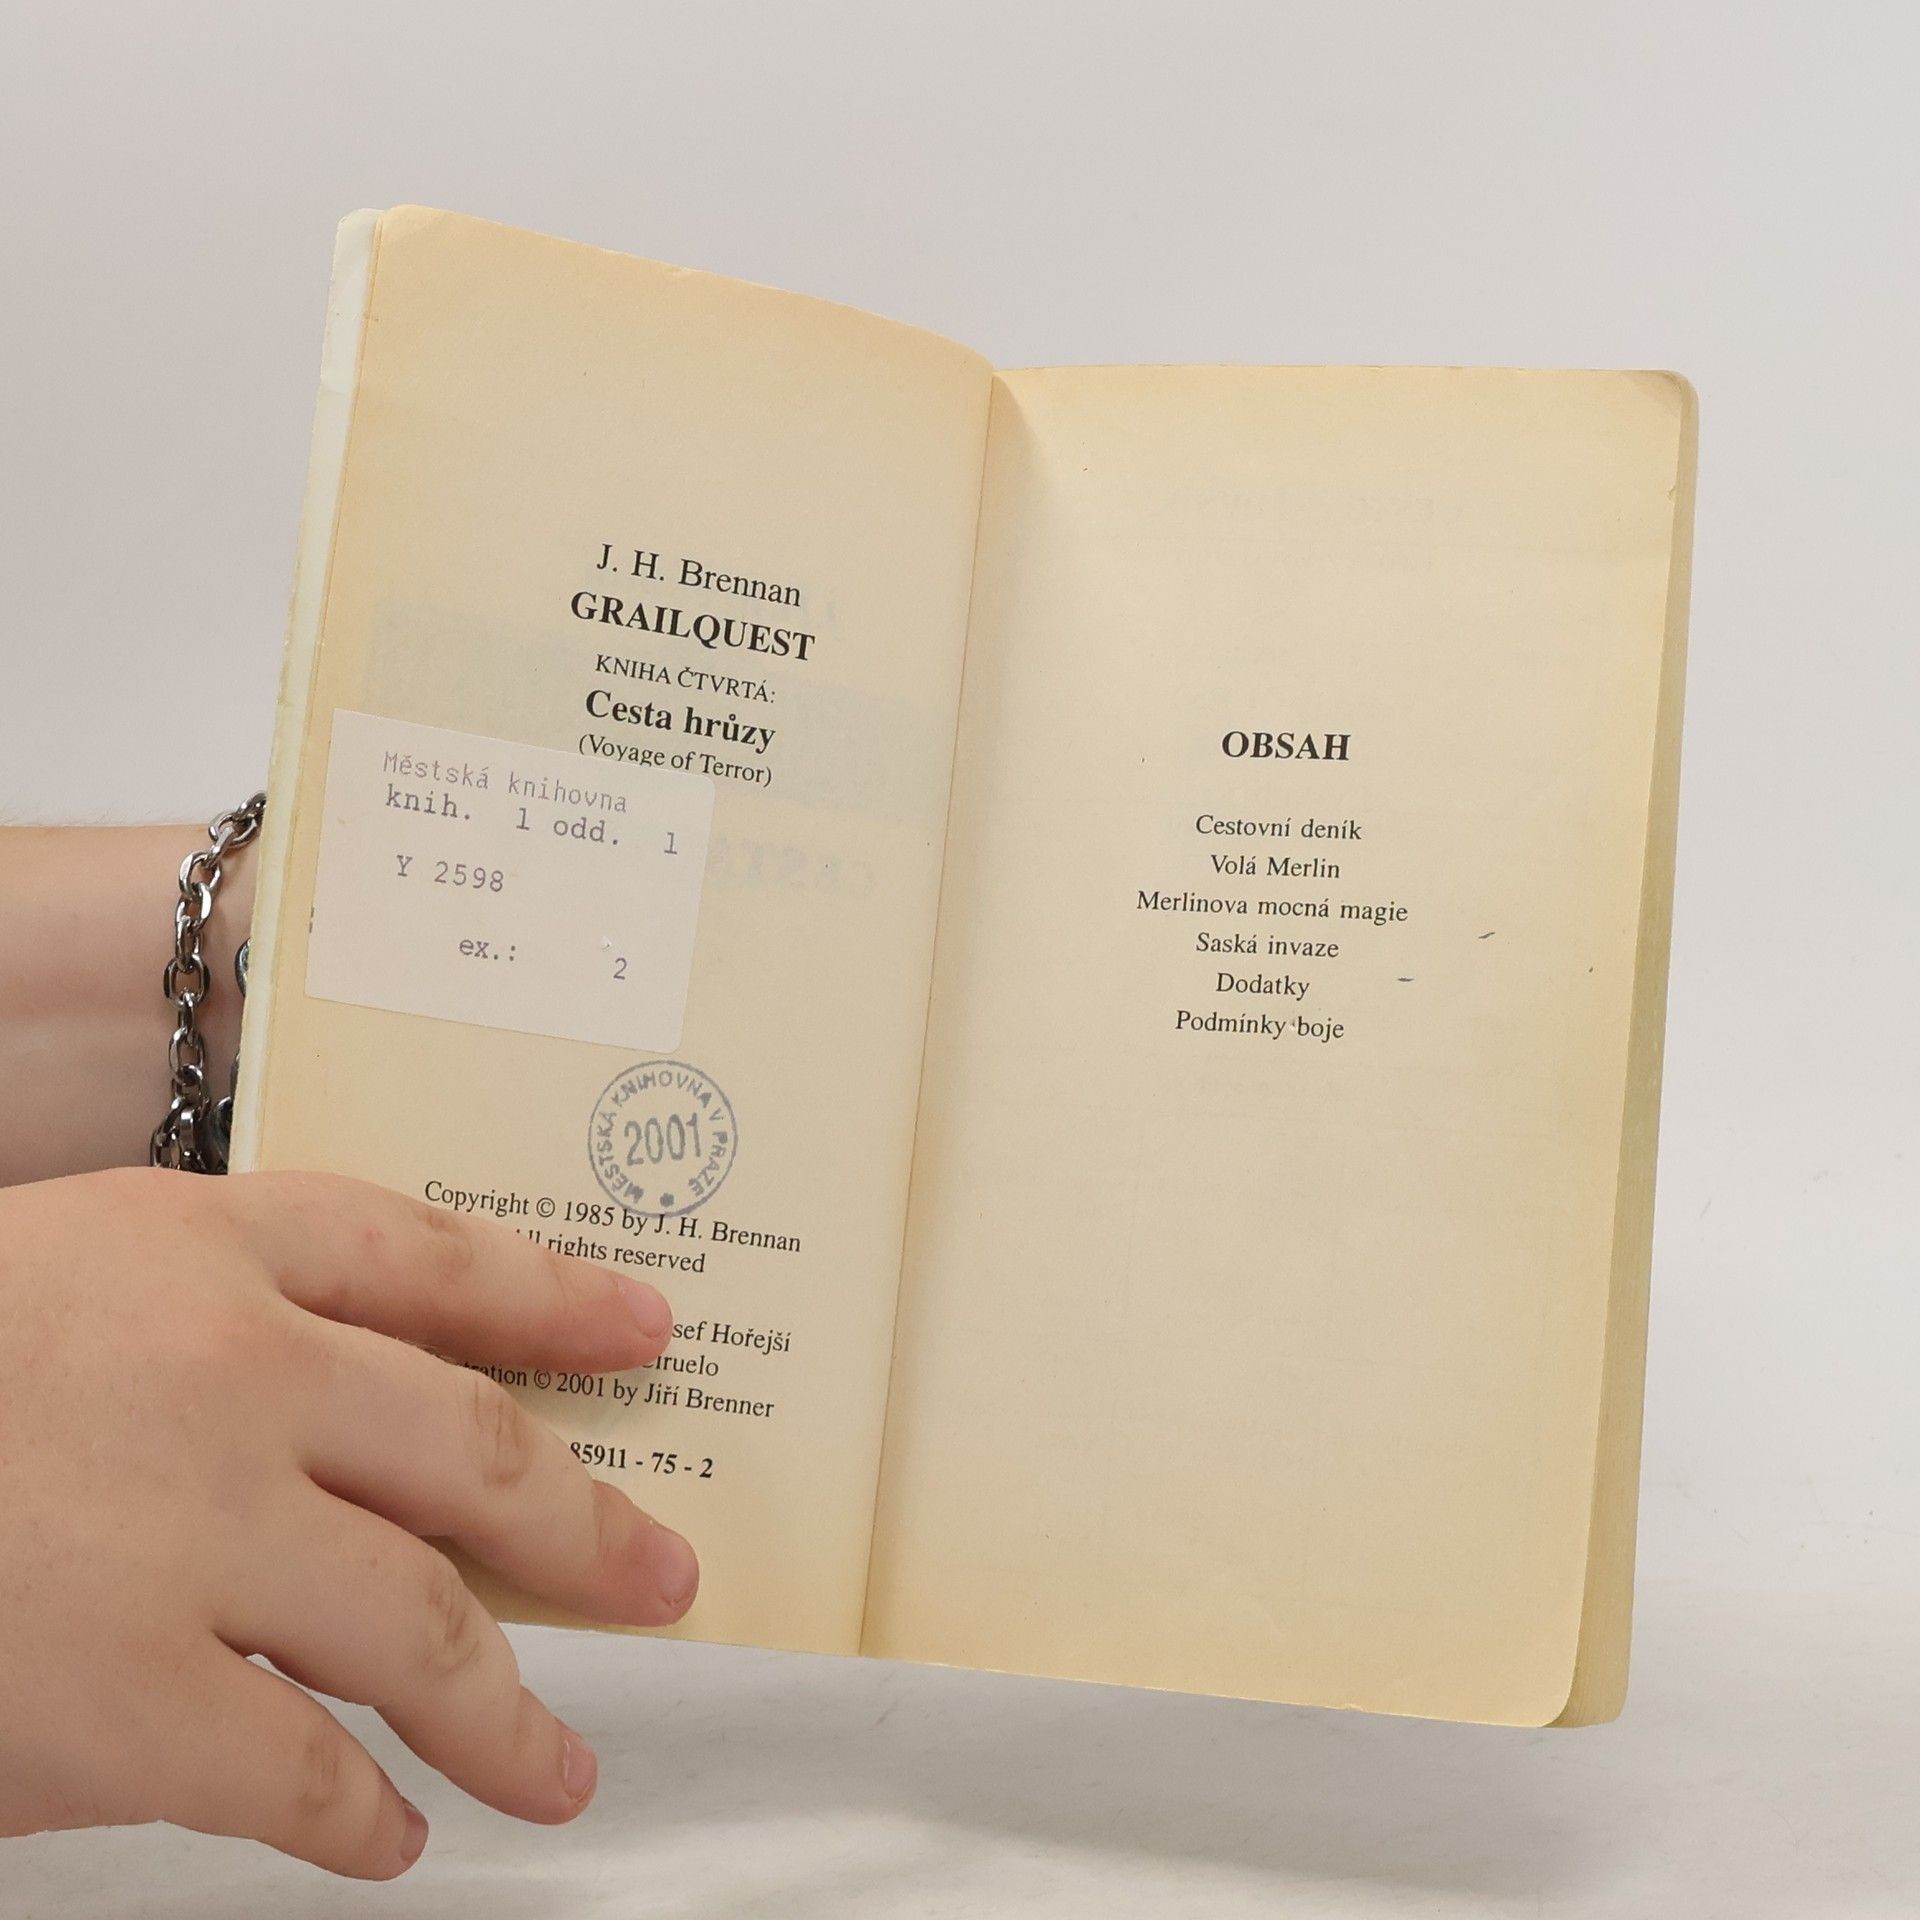 J. H. Brennan
GRAILQUEST
KNIHA ČTVRTÁ:
Cesta hrůzy
(Voyage of Terror)
Městská knihovna
knih. 1 odd. 1
Y 2598
ex.: 2
MĚSTSKÁ KNIHOVNA V PRAZE
2001
Copyright © 1985 by J. H. Brennan
rights reserved
Hořejší
Ciruelo
© 2001 by Jiří Brenner
85911 - 75 - 2
OBSAH
Cestovní deník
Volá Merlin
Merlinova mocná magie
Saská invaze
Dodatky
Podmínky boje